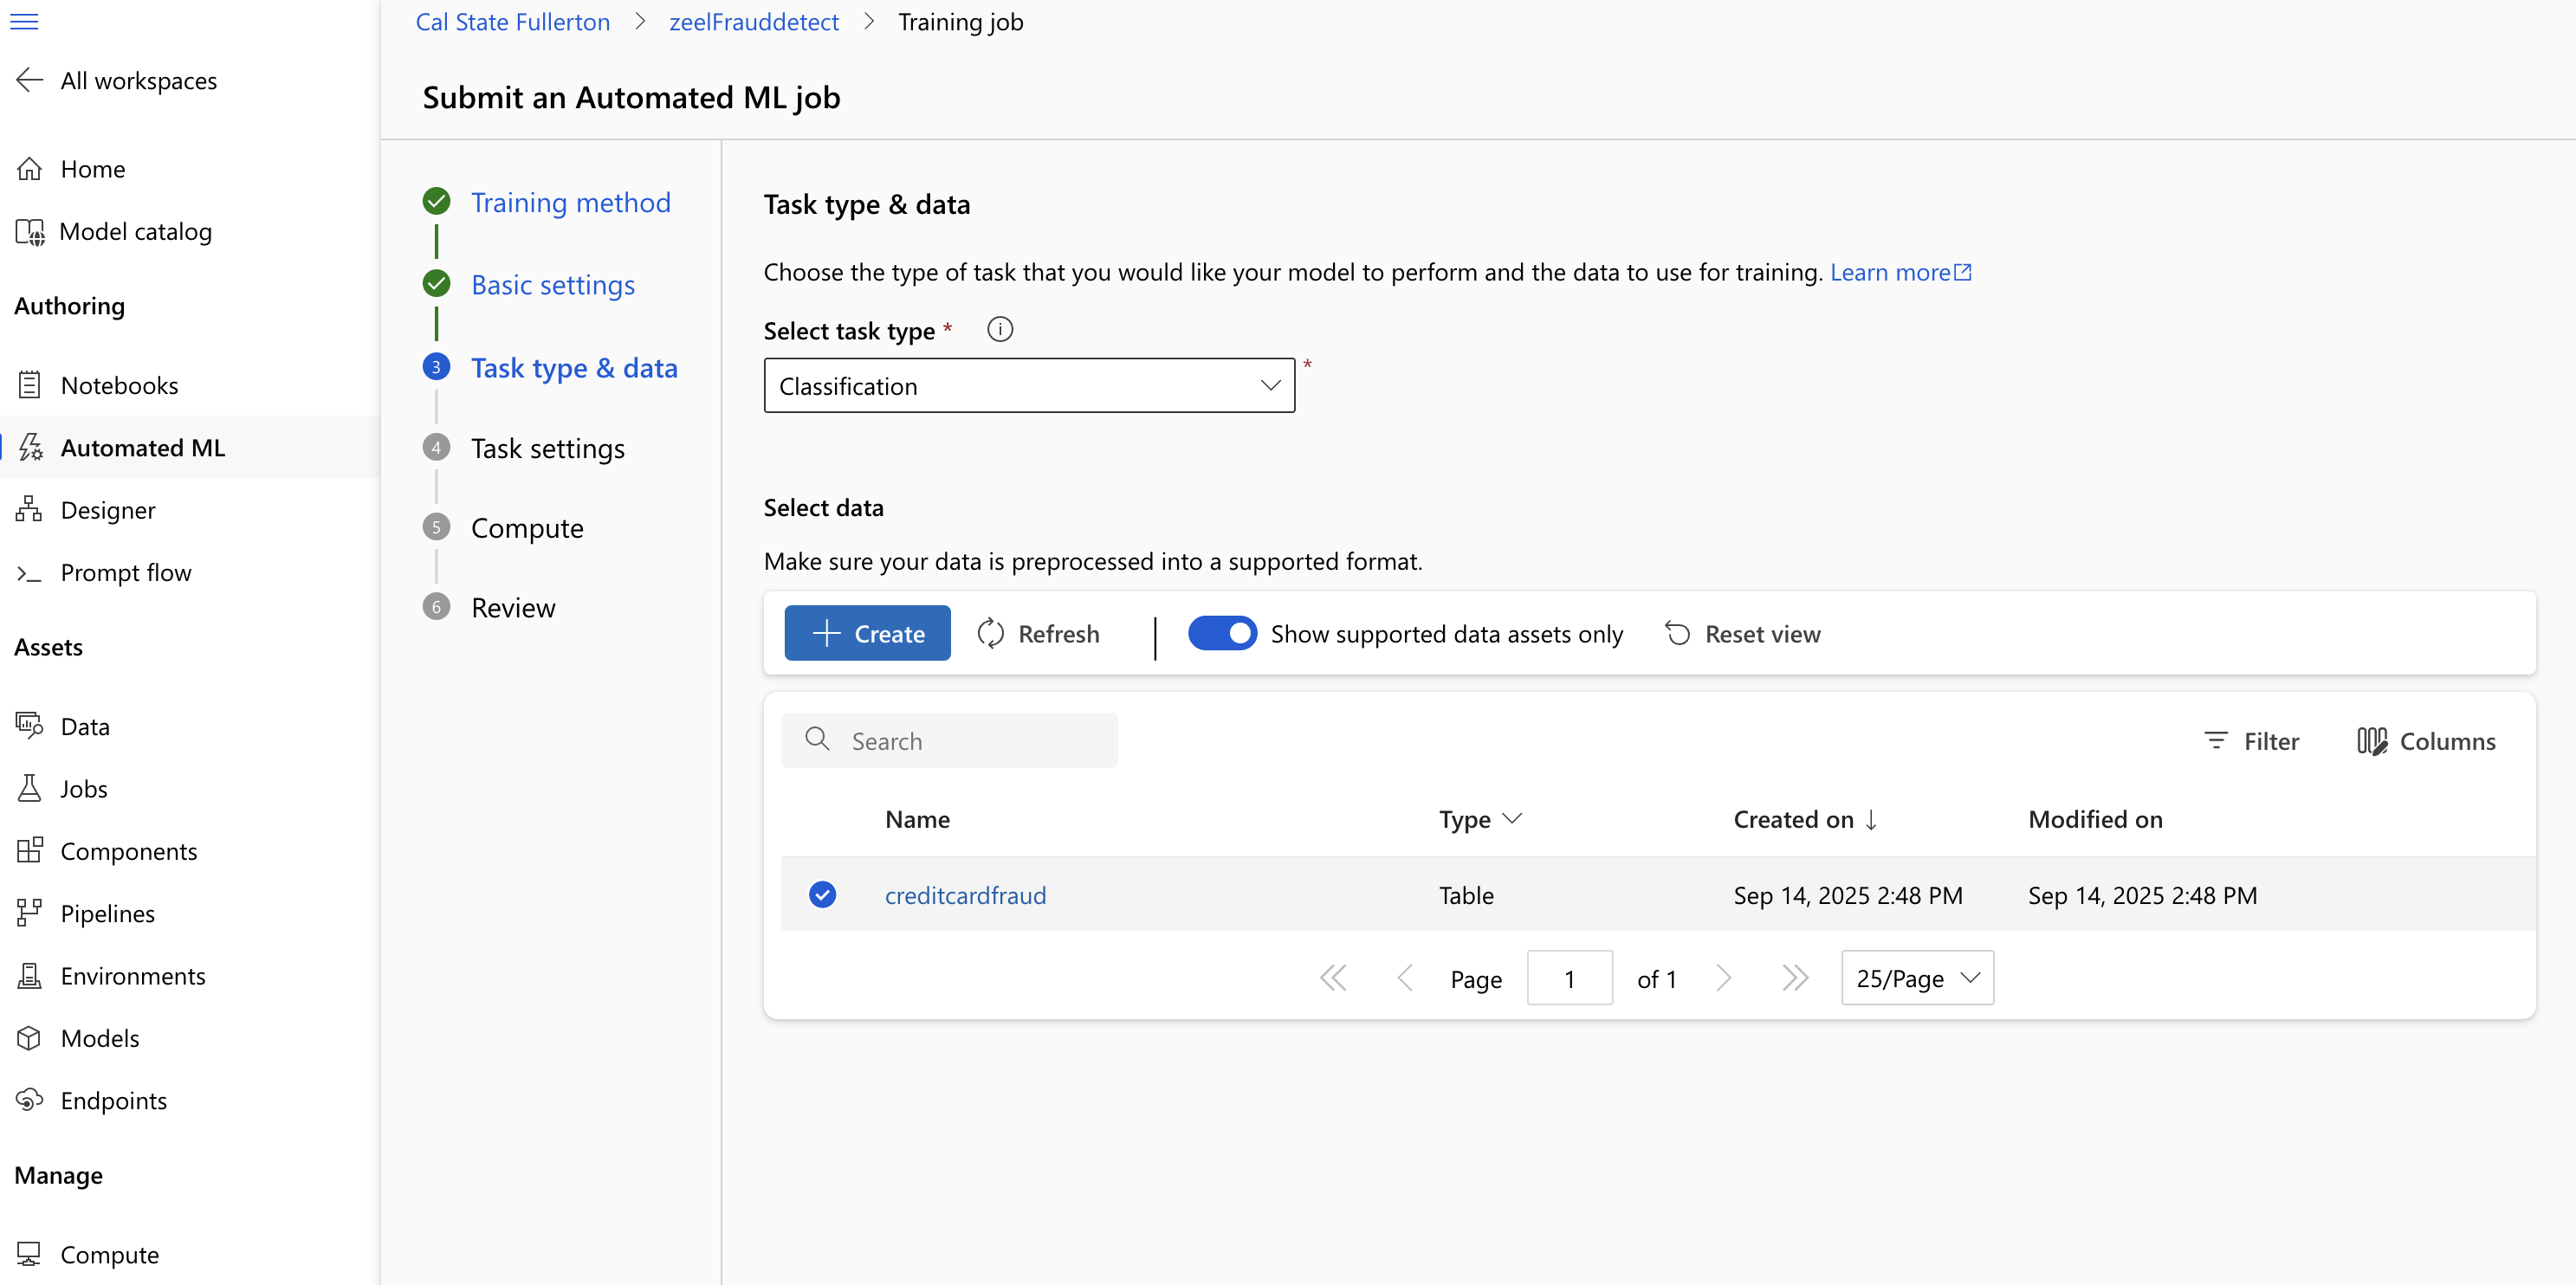 Cal State Fullerton > zeelFrauddetect > Training job
All workspaces
Submit an Automated ML job
Home
Model catalog
Authoring
Notebooks
Automated ML
Designer
Prompt flow
Assets
Data
Jobs
Components
Pipelines
Environments
Models
Endpoints
Manage
Compute
Training method
Basic settings
3 Task type & data
4 Task settings
5 Compute
6 Review
Task type & data
Choose the type of task that you would like your model to perform and the data to use for training. Learn more
Select task type *
Classification *
Select data
Make sure your data is preprocessed into a supported format.
Create Refresh Show supported data assets only Reset view
Search Filter Columns
Name Type Created on ↓ Modified on
creditcardfraud Table Sep 14, 2025 2:48 PM Sep 14, 2025 2:48 PM
Page 1 of 1 25/Page